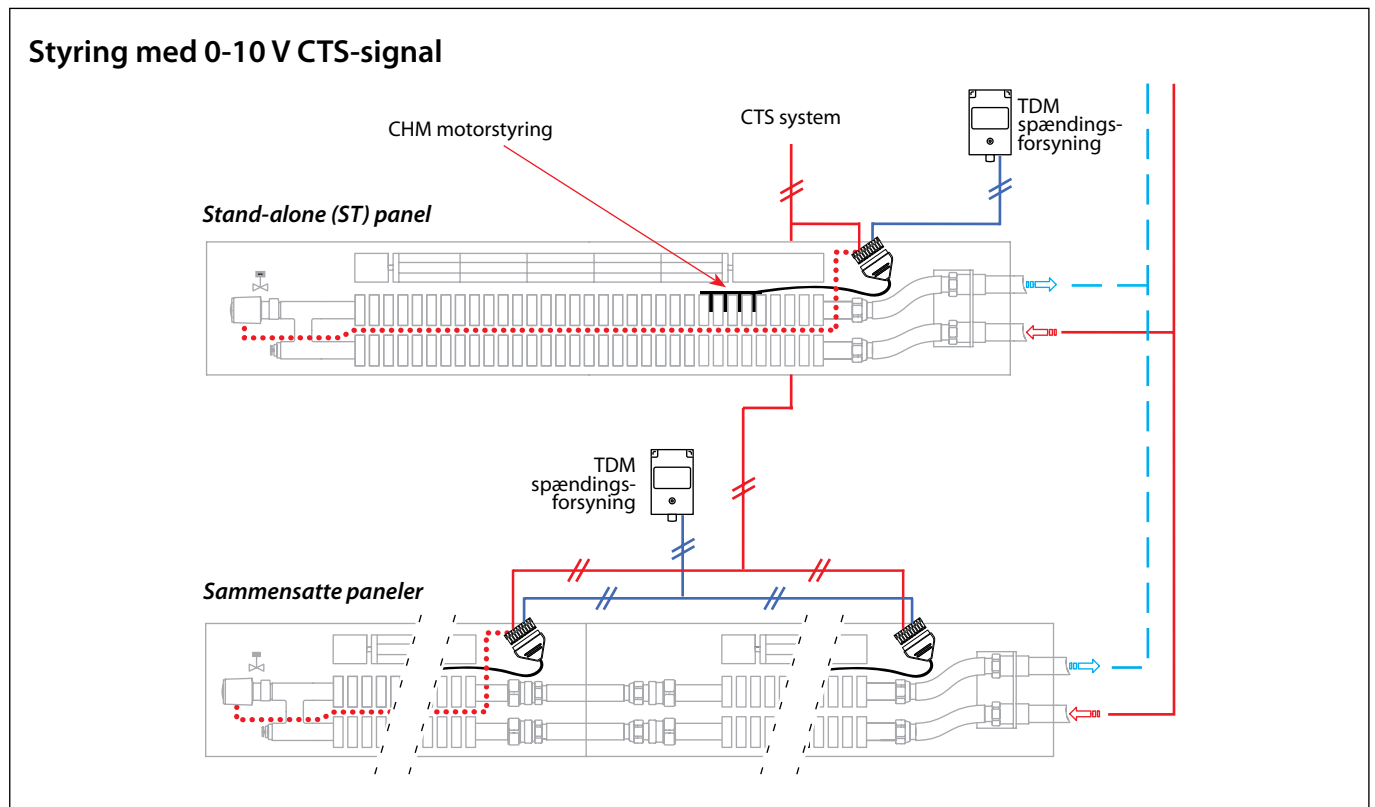 Styring med 0-10 V CTS-signal
CHM motorstyring
CTS system
TDM
spændings-
forsyning
Stand-alone (ST) panel
TDM
spændings-
forsyning
Sammensatte paneler